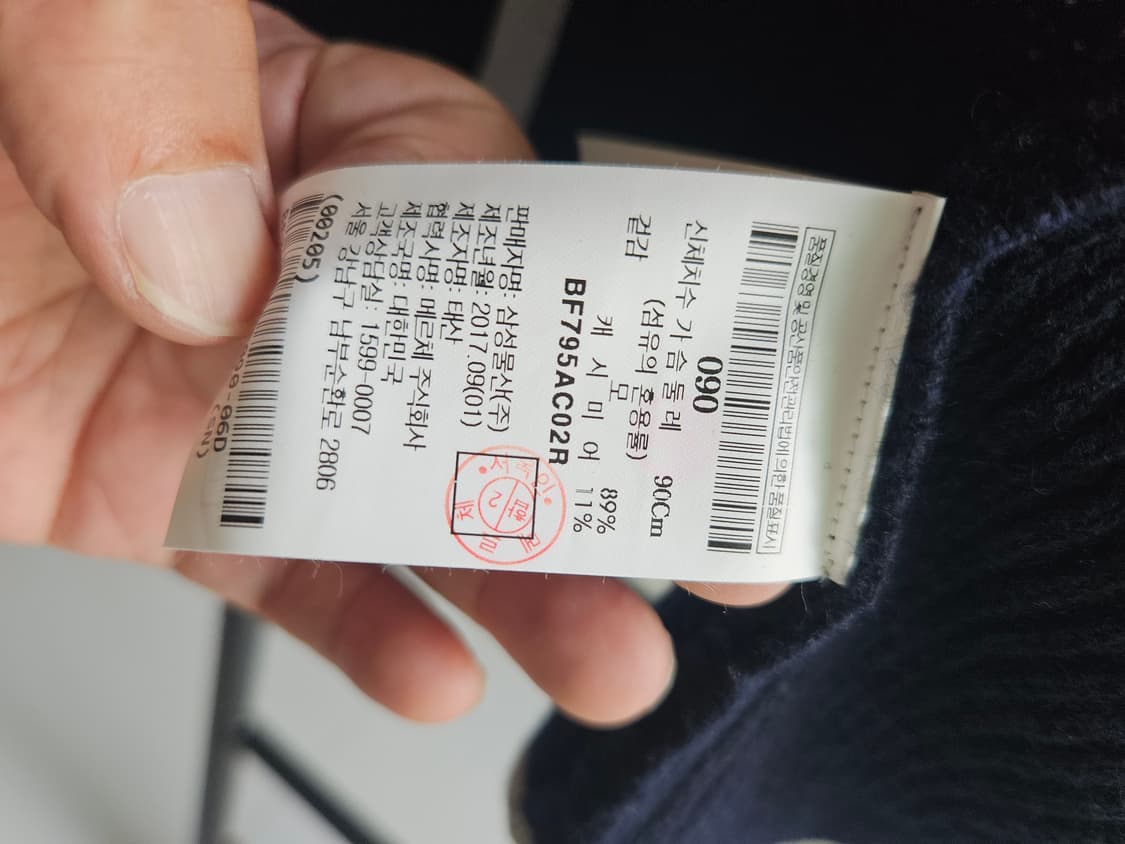 품질경영 및 공산품안전관리법에 의한 품질표시
090
신체치수 가슴둘레 90Cm
겉감 (섬유의 혼용률)
모 89%
캐시미어 11%
BF795AC02R
판매자명: 삼성물산(주)
제조년월: 2017.09(01)
제조자명: 태산
협력사명: 메르체 주식회사
제조국명: 대한민국
고객상담실: 1599-0007
서울 강남구 남부순환로 2806
(00205)
-06D
(SN)